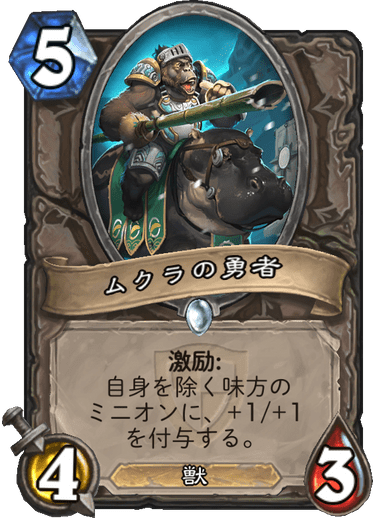 5
ムクラの勇者
激励:
自身を除く味方の
ミニオンに、+1/+1
を付与する。
4
獣
3